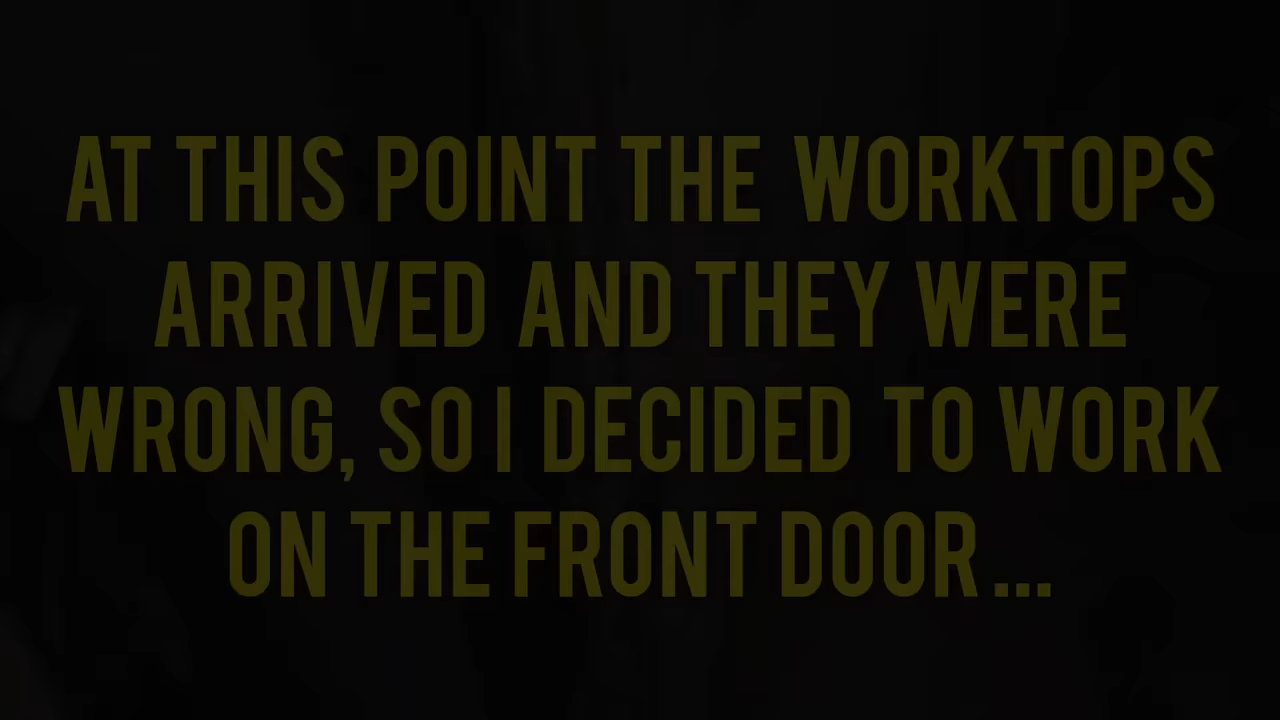 AT THIS POINT THE WORKTOPS
ARRIVED AND THEY WERE
WRONG, SO I DECIDED TO WORK
ON THE FRONT DOOR...